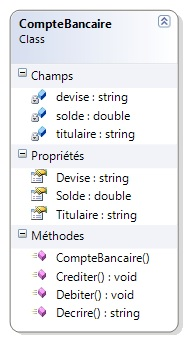 CompteBancaire
Class
Champs
devise : string
solde : double
titulaire : string
Propriétés
Devise : string
Solde : double
Titulaire : string
Méthodes
CompteBancaire()
Crediter() : void
Debiter() : void
Decrire() : string